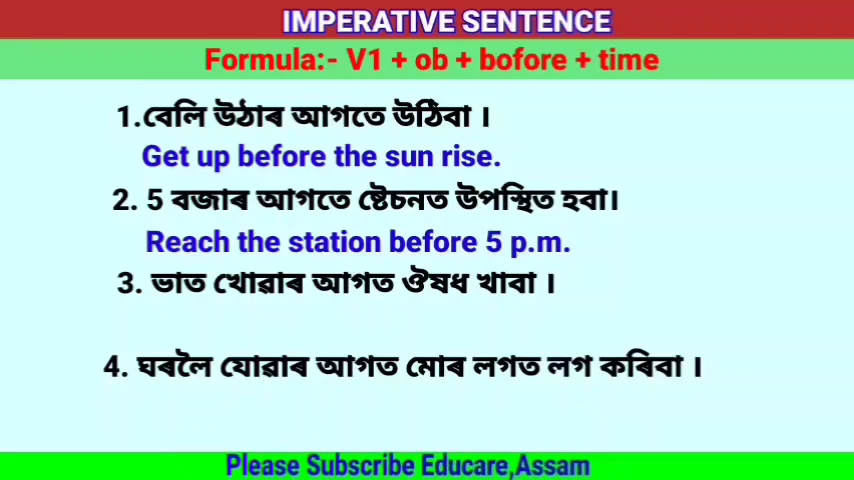 IMPERATIVE SENTENCE
Formula:- V1 + ob + bofore + time
1.বেলি উঠাৰ আগতে উঠিবা ।
Get up before the sun rise.
2. 5 বজাৰ আগতে ষ্টেচনত উপস্থিত হবা।
Reach the station before 5 p.m.
3. ভাত খোৱাৰ আগত ঔষধ খাবা ।
4. ঘৰলৈ যোৱাৰ আগত মোৰ লগত লগ কৰিবা ।
Please Subscribe Educare,Assam